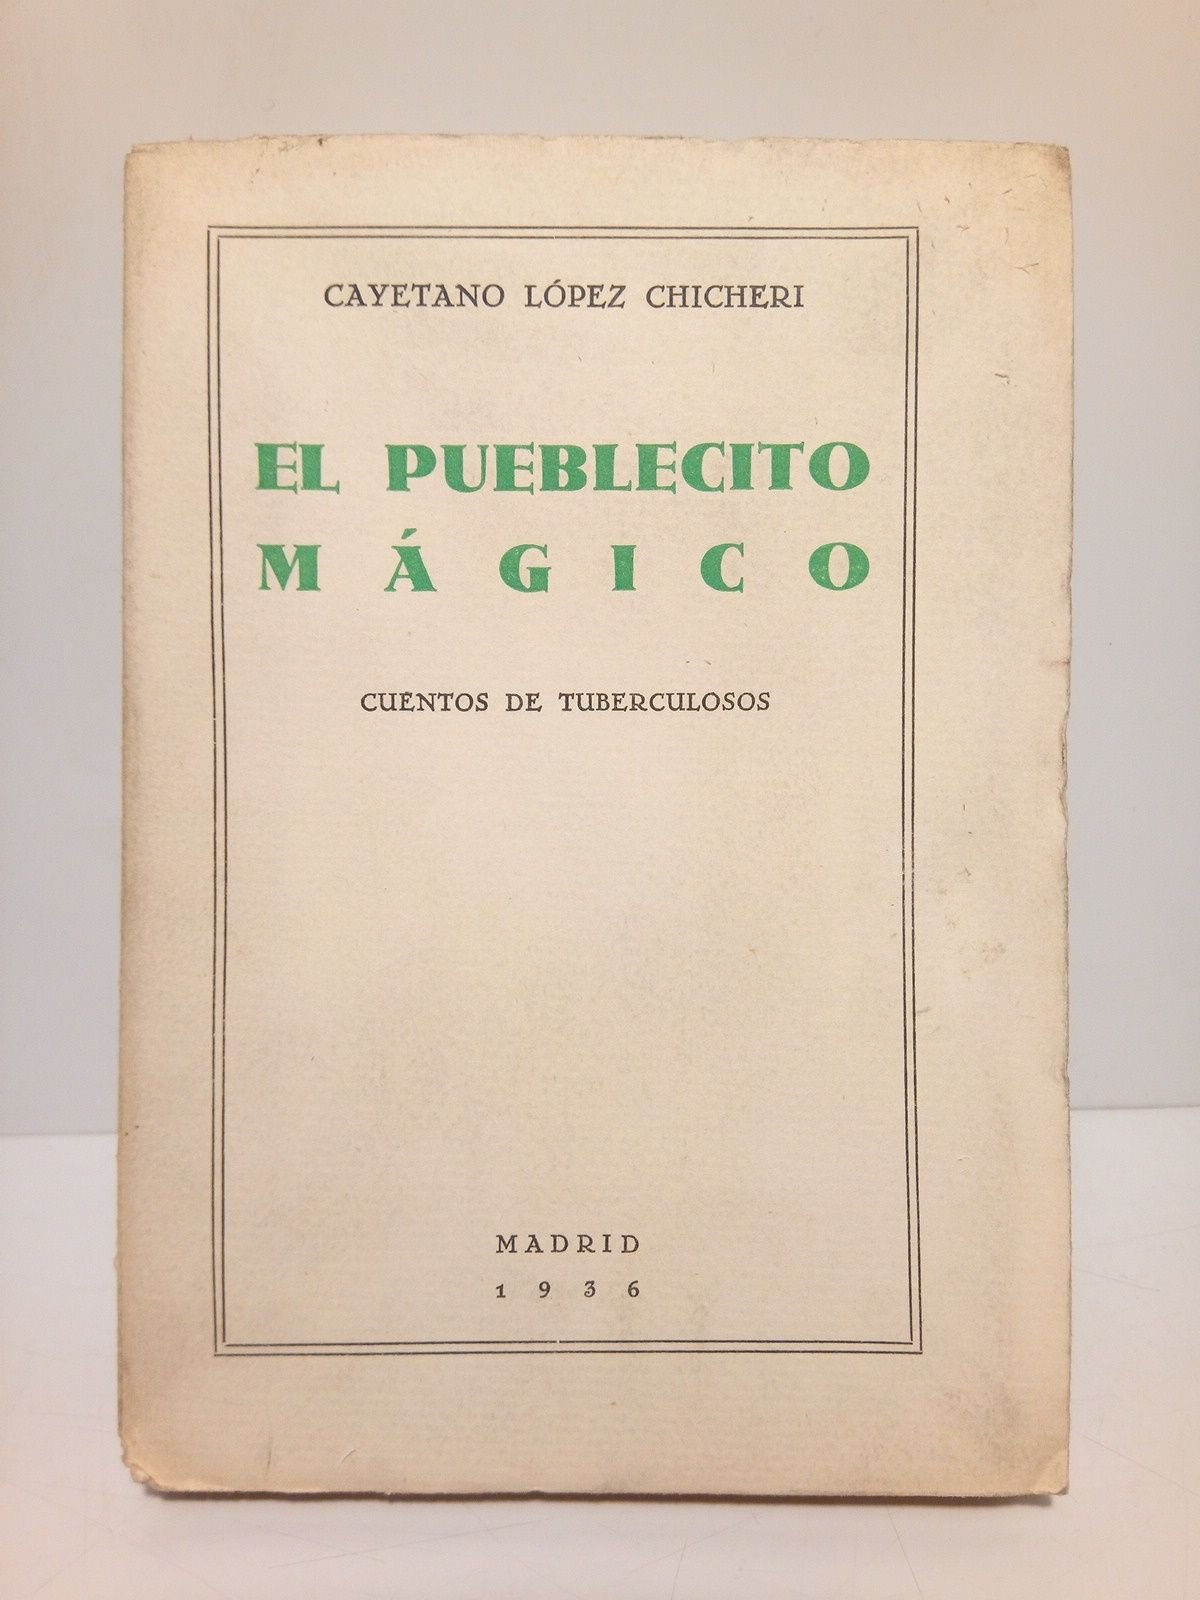 CAYETANO LÓPEZ CHICHERI
EL PUEBLECITO
MÁGICO
CUENTOS DE TUBERCULOSOS
MADRID
1936